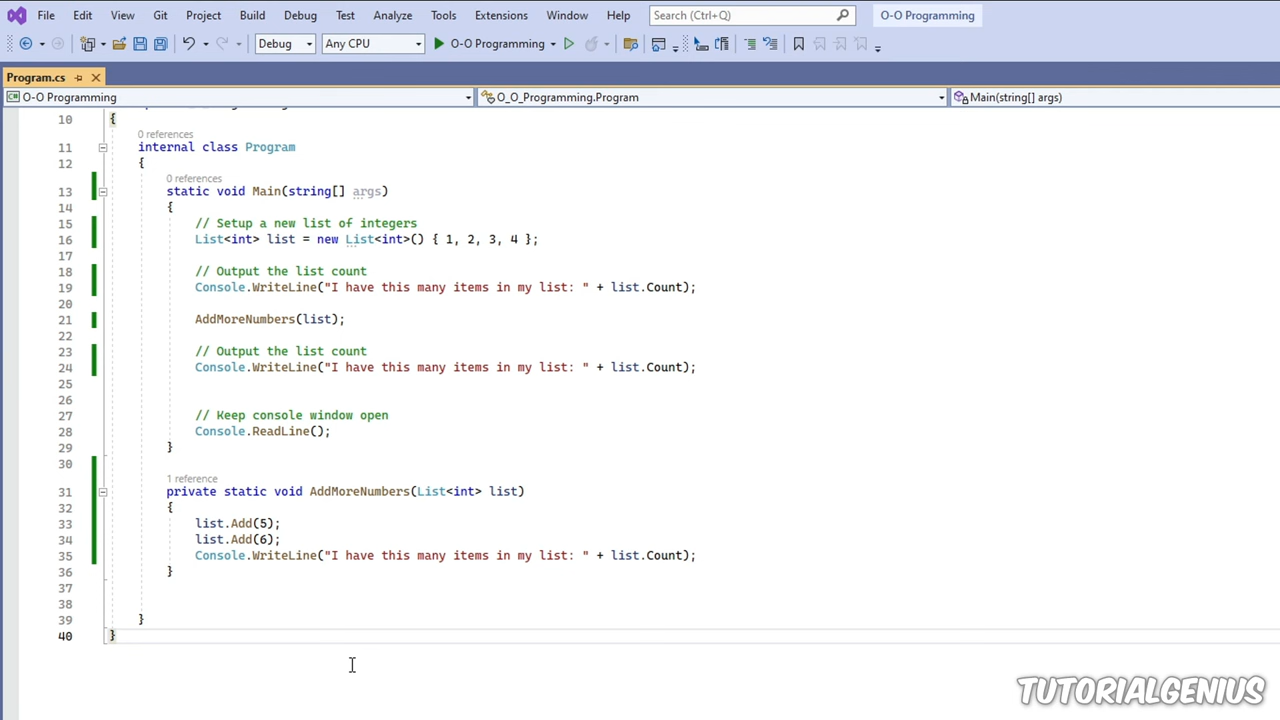 File Edit View Git Project Build Debug Test Analyze Tools Extensions Window Help Search (Ctrl+Q) O-O Programming
Debug Any CPU O-O Programming
Program.cs
O-O Programming O_O_Programming.Program Main(string[] args)
10 {
0 references
11 internal class Program
12 {
0 references
13 static void Main(string[] args)
14 {
15 // Setup a new list of integers
16 List<int> list = new List<int>() { 1, 2, 3, 4 };
17
18 // Output the list count
19 Console.WriteLine("I have this many items in my list: " + list.Count);
20
21 AddMoreNumbers(list);
22
23 // Output the list count
24 Console.WriteLine("I have this many items in my list: " + list.Count);
25
26
27 // Keep console window open
28 Console.ReadLine();
29 }
30
1 reference
31 private static void AddMoreNumbers(List<int> list)
32 {
33 list.Add(5);
34 list.Add(6);
35 Console.WriteLine("I have this many items in my list: " + list.Count);
36 }
37
38
39 }
40 }
TUTORIALGENIUS